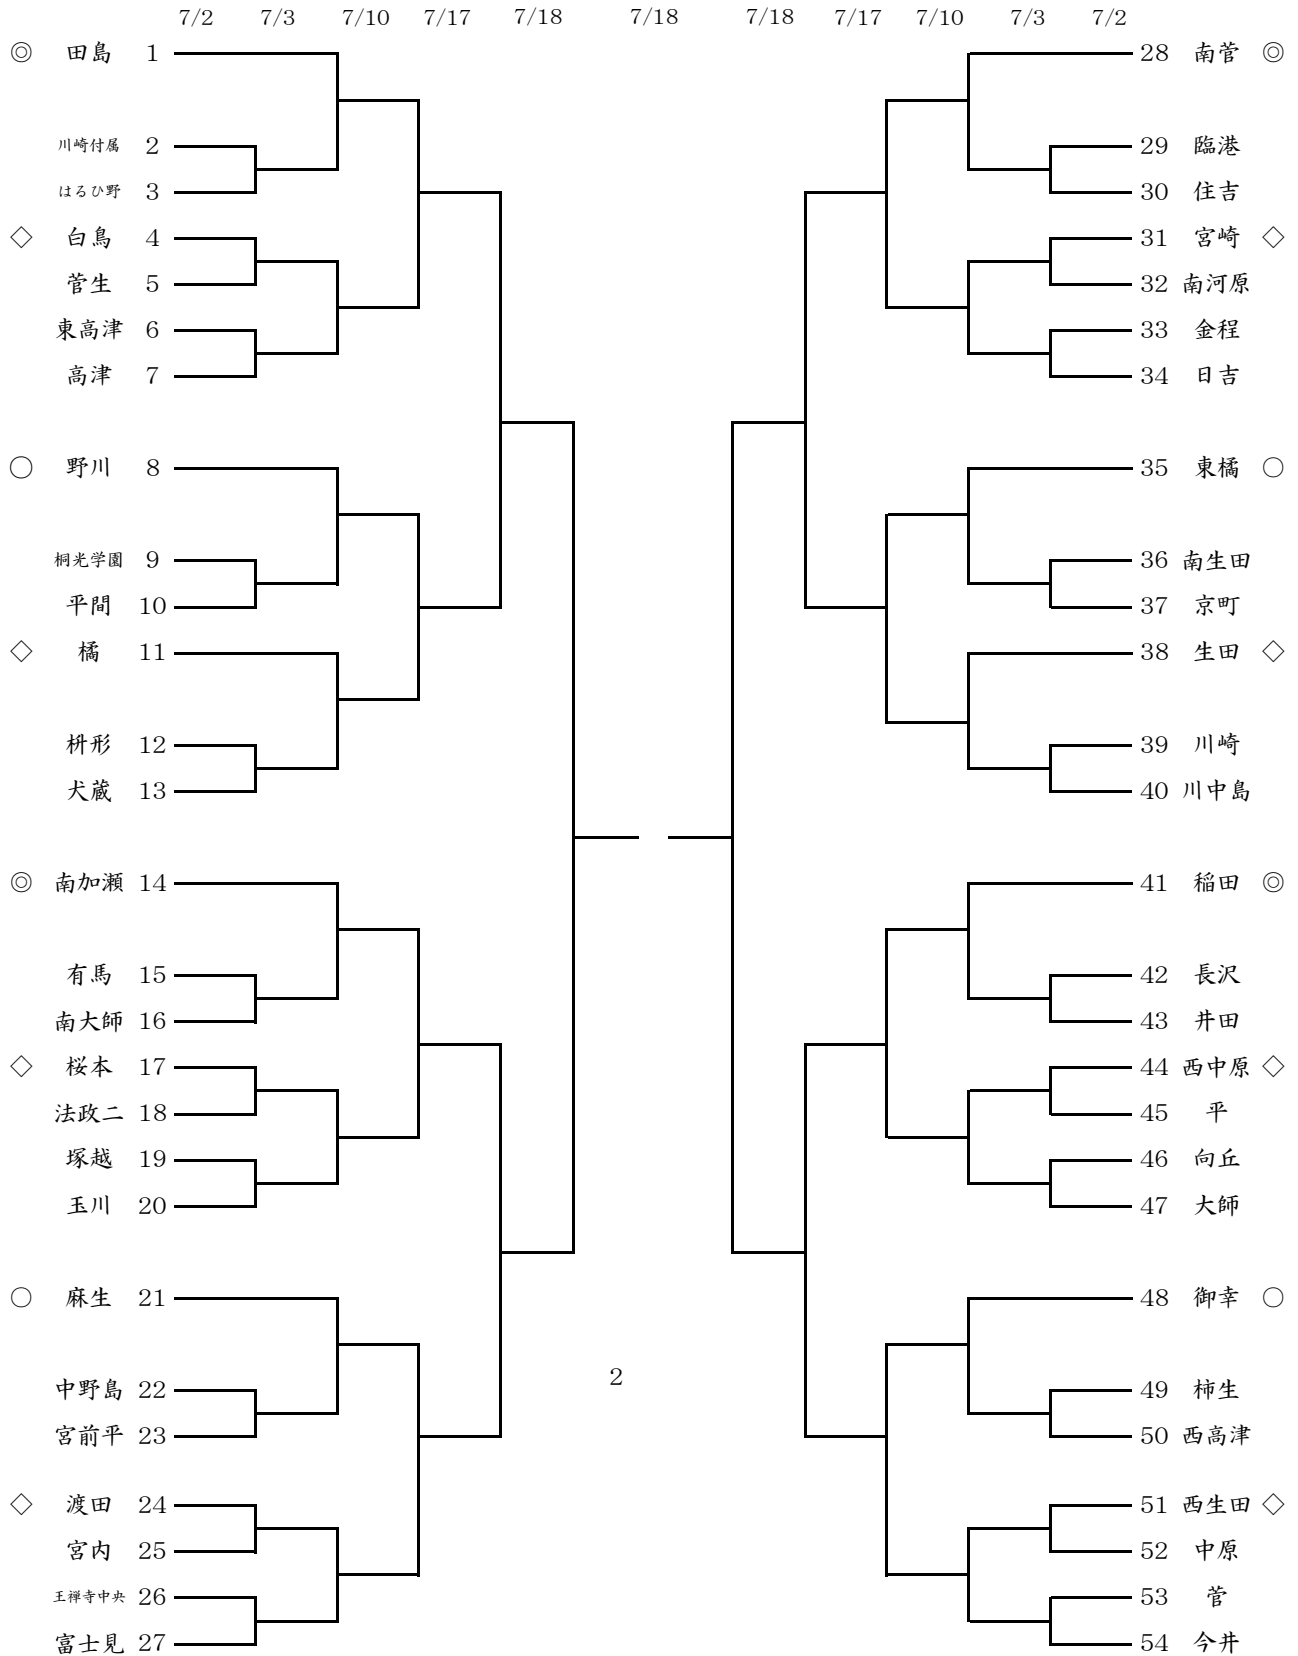 7/2 7/3 7/10 7/17 7/18 7/18 7/18 7/17 7/10 7/3 7/2
◎ 田島 1
川崎付属 2
はるひ野 3
◇ 白鳥 4
菅生 5
東高津 6
高津 7
○ 野川 8
桐光学園 9
平間 10
◇ 橘 11
枡形 12
犬蔵 13
◎ 南加瀬 14
有馬 15
南大師 16
◇ 桜本 17
法政二 18
塚越 19
玉川 20
○ 麻生 21
中野島 22
宮前平 23
◇ 渡田 24
宮内 25
王禅寺中央 26
富士見 27
2
28 南菅 ◎
29 臨港
30 住吉
31 宮崎 ◇
32 南河原
33 金程
34 日吉
35 東橘 ○
36 南生田
37 京町
38 生田 ◇
39 川崎
40 川中島
41 稲田 ◎
42 長沢
43 井田
44 西中原 ◇
45 平
46 向丘
47 大師
48 御幸 ○
49 柿生
50 西高津
51 西生田 ◇
52 中原
53 菅
54 今井